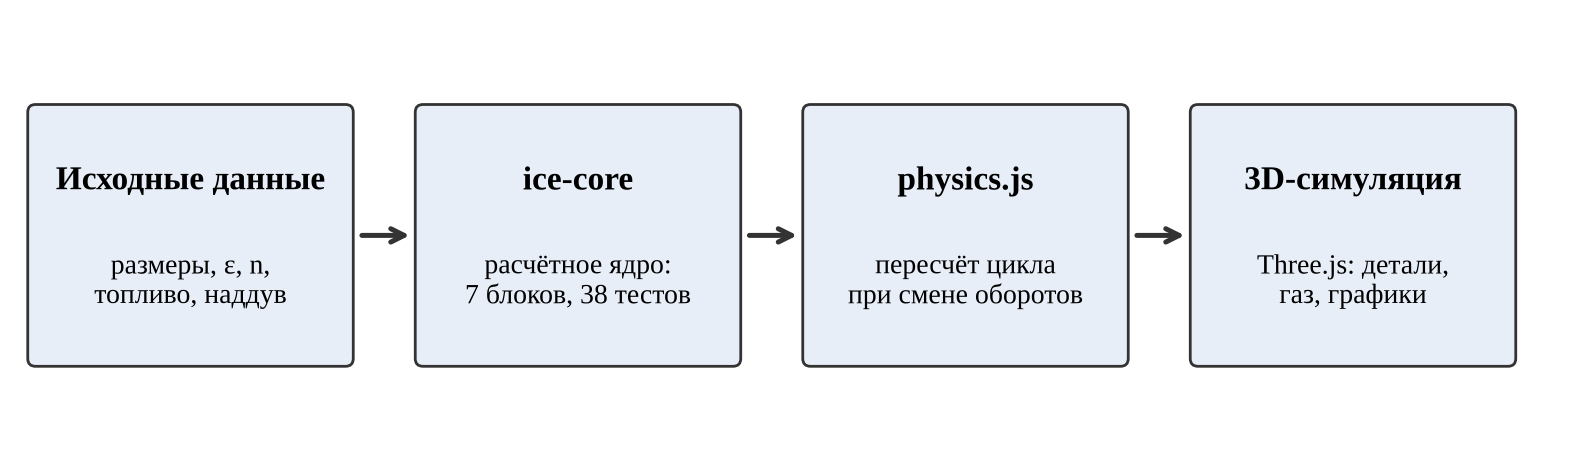 Исходные данные
размеры, ε, n,
топливо, наддув
ice-core
расчётное ядро:
7 блоков, 38 тестов
physics.js
пересчёт цикла
при смене оборотов
3D-симуляция
Three.js: детали,
газ, графики